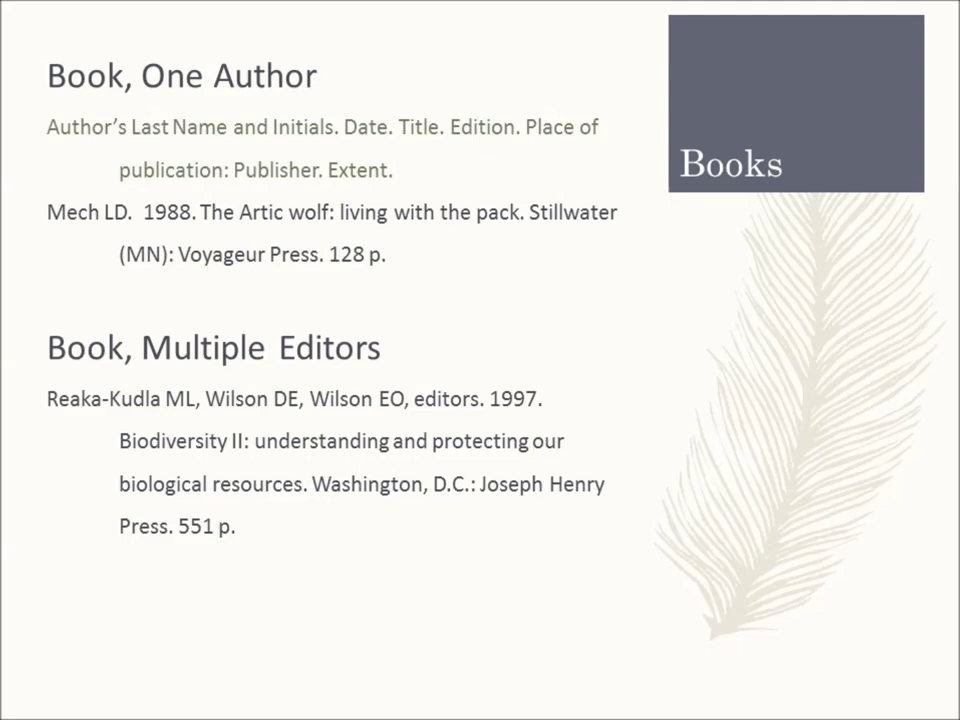 Book, One Author
Author's Last Name and Initials. Date. Title. Edition. Place of
publication: Publisher. Extent.
Mech LD.  1988. The Artic wolf: living with the pack. Stillwater
(MN): Voyageur Press. 128 p.
Book, Multiple Editors
Reaka-Kudla ML, Wilson DE, Wilson EO, editors. 1997.
Biodiversity II: understanding and protecting our
biological resources. Washington, D.C.: Joseph Henry
Press. 551 p.
Books